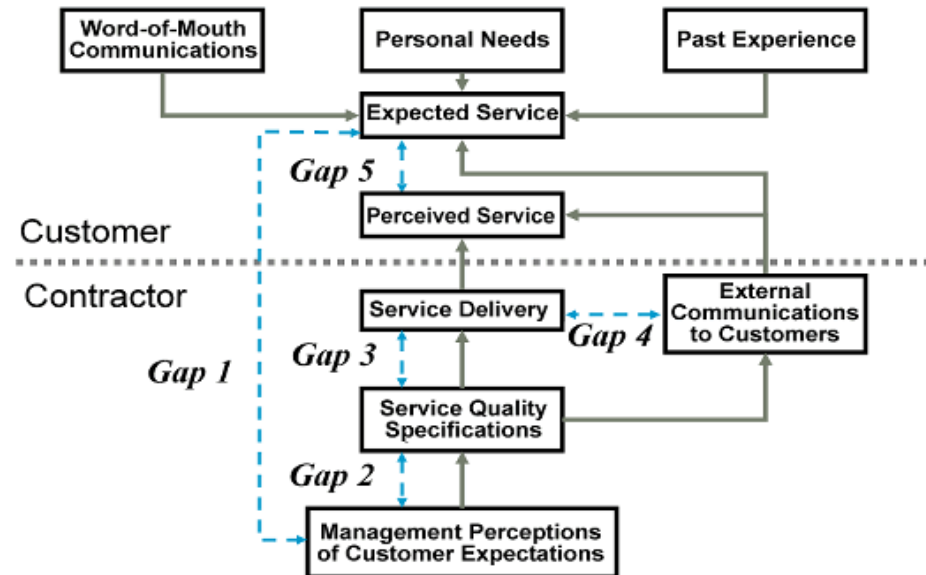 Word-of-Mouth
Communications
Personal Needs
Past Experience
Expected Service
Gap 5
Perceived Service
Customer
Contractor
Service Delivery
External
Communications
to Customers
Gap 4
Gap 3
Gap 1
Service Quality
Specifications
Gap 2
Management Perceptions
of Customer Expectations